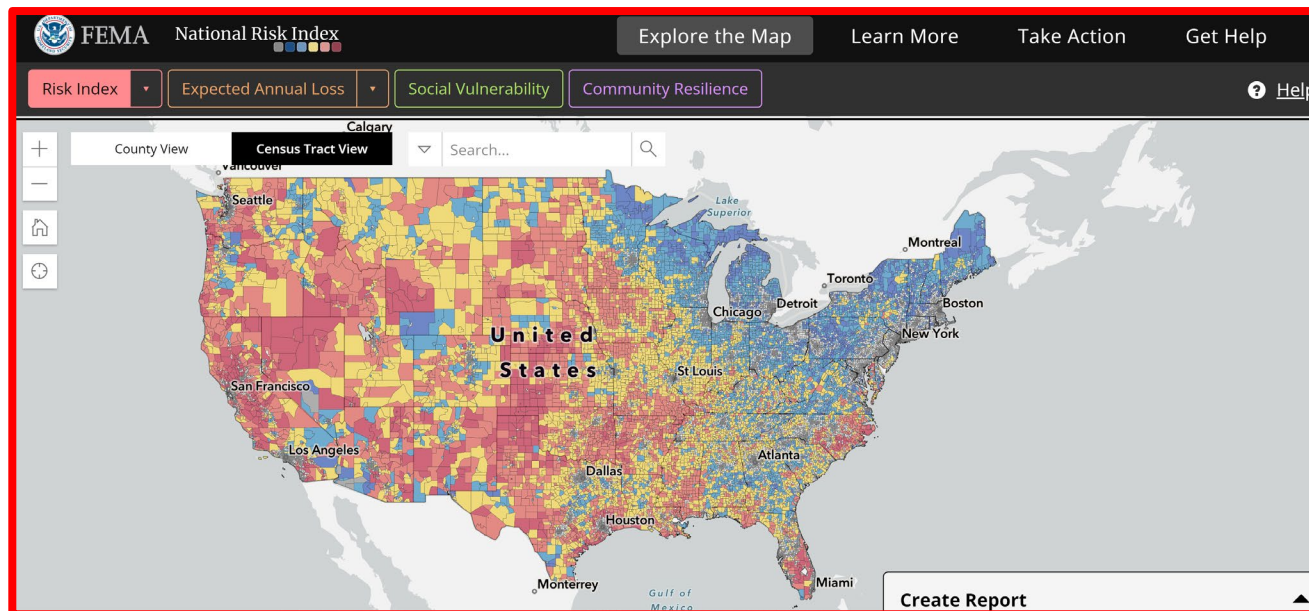 FEMA National Risk Index Explore the Map Learn More Take Action Get Help
Risk Index Expected Annual Loss Social Vulnerability Community Resilience ? Help
Calgary
County View Census Tract View Search...
Vancouver
Seattle
Lake
Superior
Montreal
Toronto
Detroit
Boston
Chicago
New York
United
States
St Louis
San Francisco
Los Angeles
Atlanta
Dallas
Houston
Monterrey
Miami
Gulf of
Mexico
Create Report